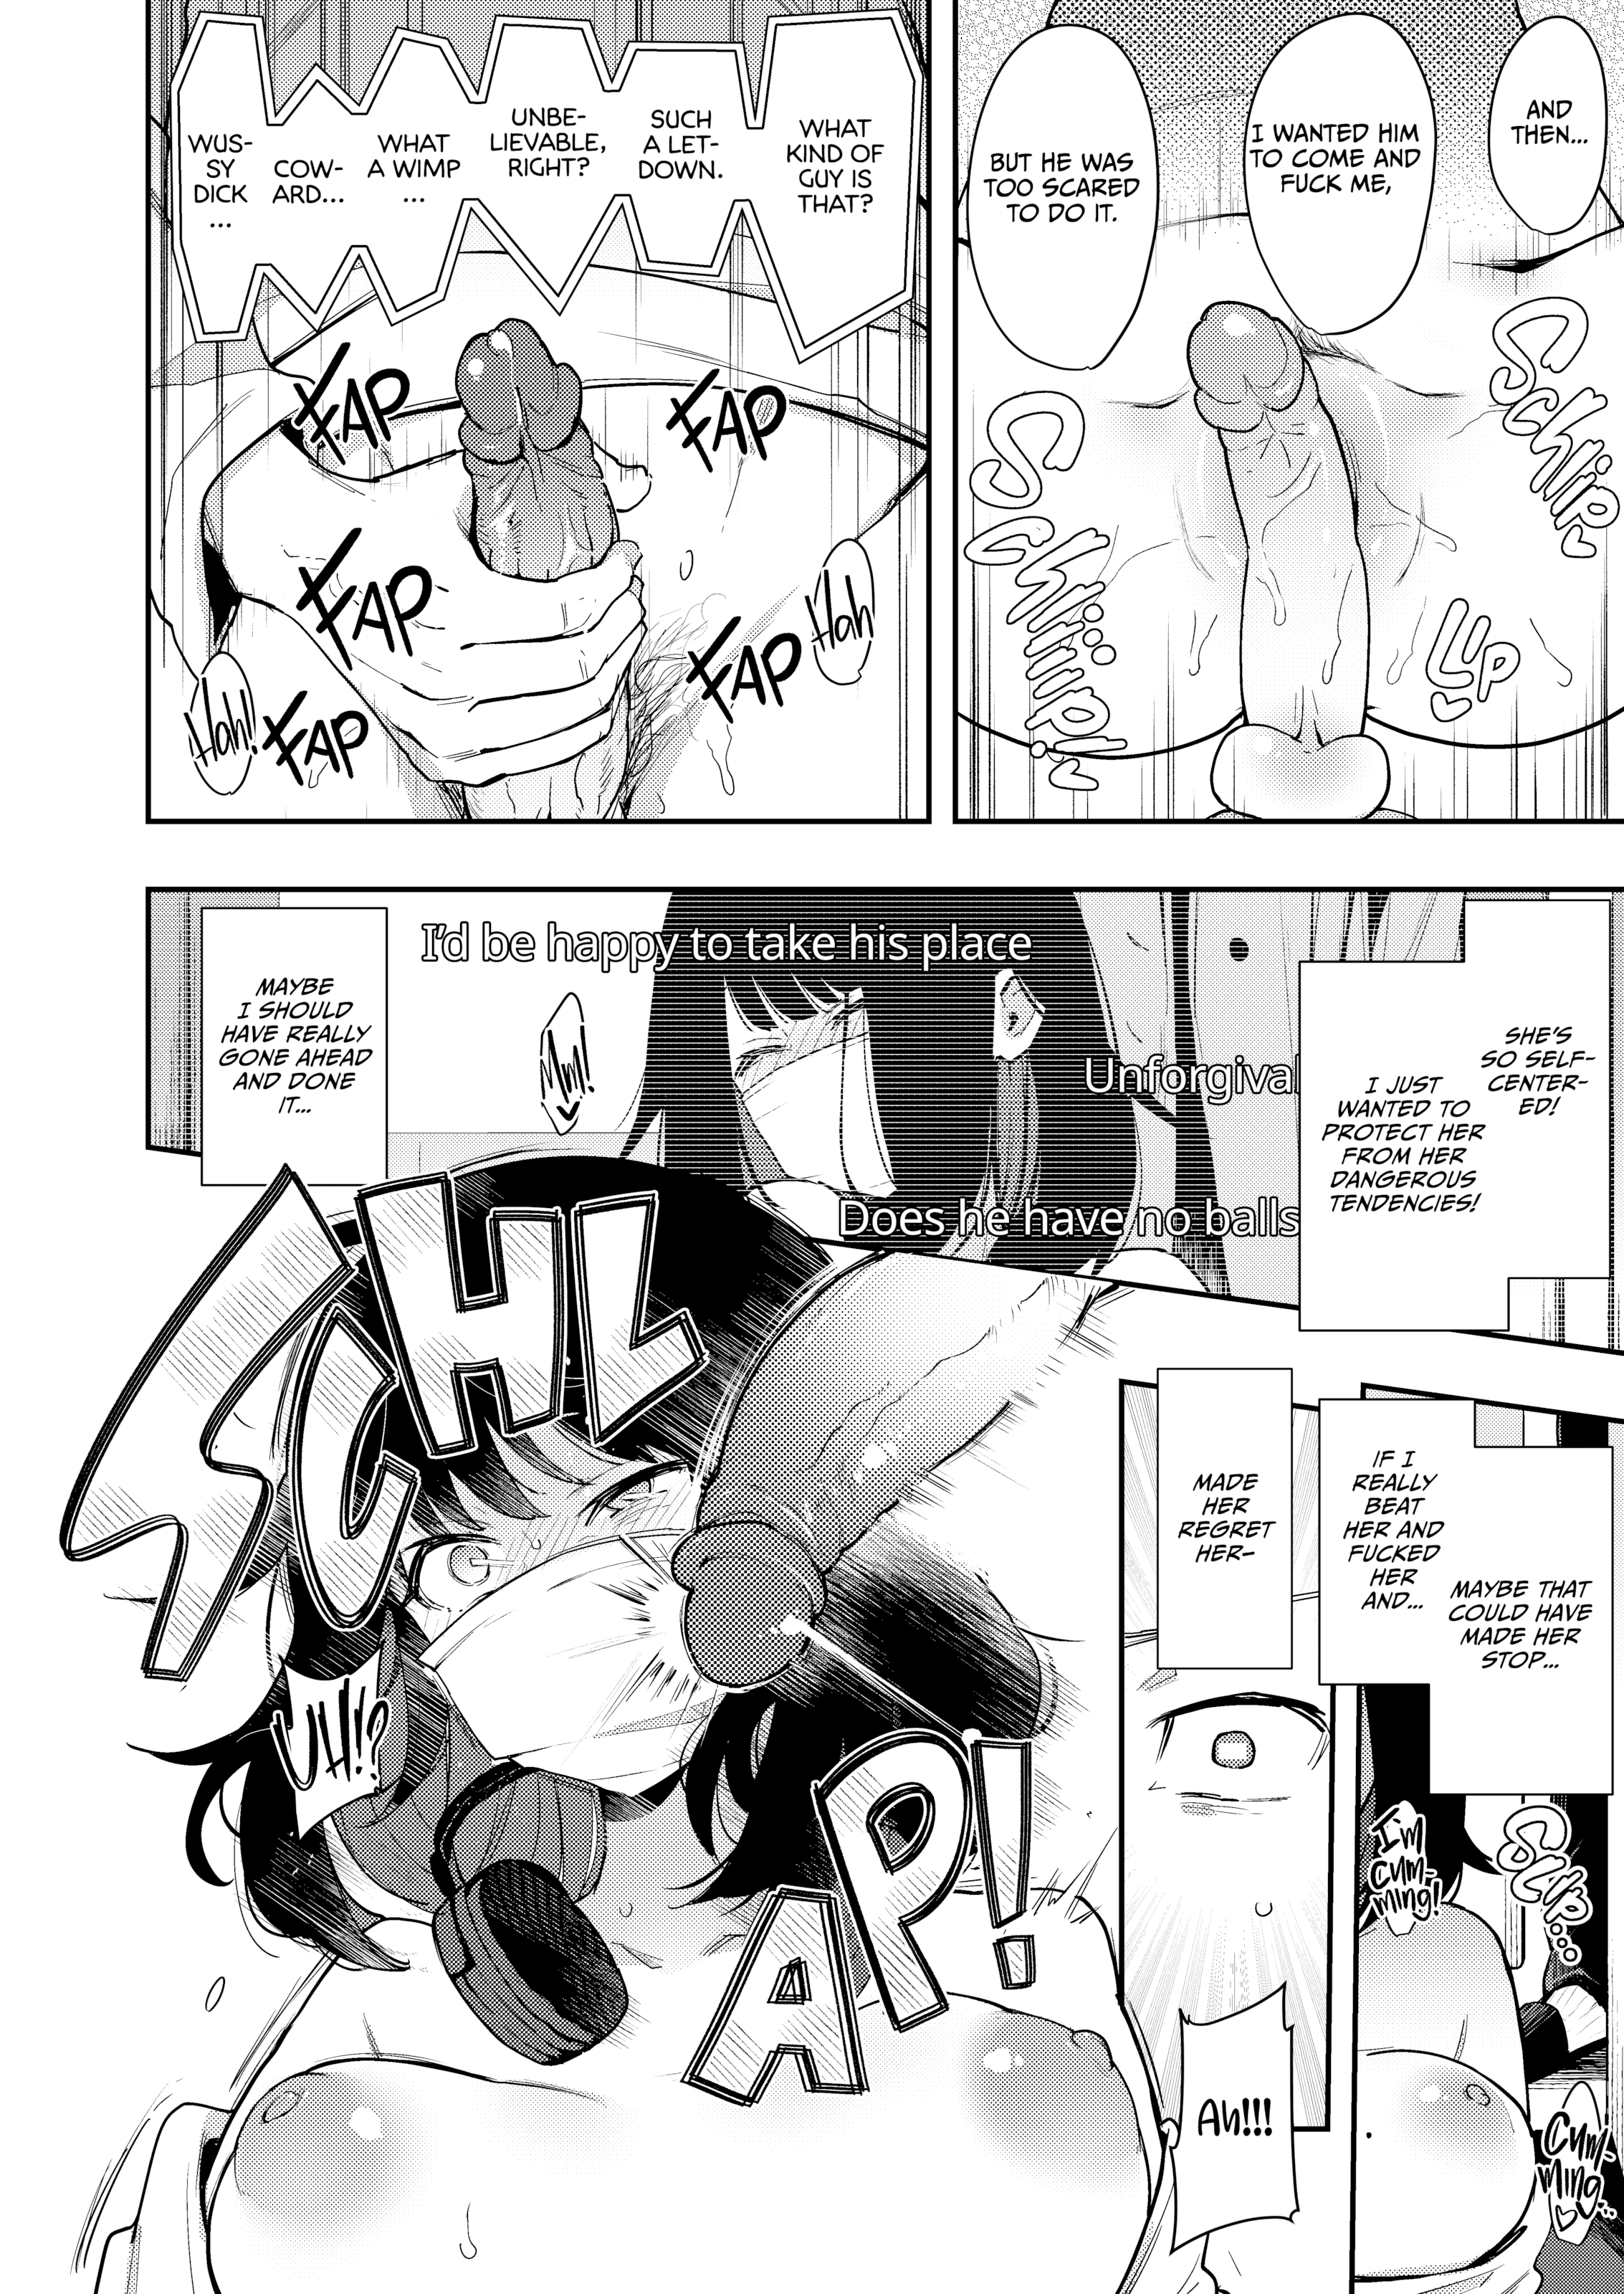 AND
THEN...
I WANTED HIM
TO COME AND
FUCK ME,
BUT HE WAS
TOO SCARED
TO DO IT.
Schlip
Schliiip
Lip
WHAT
KIND OF
GUY IS
THAT?
SUCH
A LET-
DOWN.
UNBE-
LIEVABLE,
RIGHT?
WHAT
A WIMP
...
COW-
ARD...
WUS-
SY
DICK
...
FAP
FAP
FAP
FAP
FAP
Hah
Hah!
SHE'S
SO SELF-
CENTER-
ED!
I JUST
WANTED TO
PROTECT HER
FROM HER
DANGEROUS
TENDENCIES!
I'd be happy to take his place
Mm!
Does he have no balls
MAYBE
I SHOULD
HAVE REALLY
GONE AHEAD
AND DONE
IT...
IF I
REALLY
BEAT
HER AND
FUCKED
HER
AND...
MAYBE THAT
COULD HAVE
MADE HER
STOP...
I'm
cum-
ming!
Cum-
ming...
MADE
HER
REGRET
HER-
Ah!!!
SCHL
AP!
UH!?